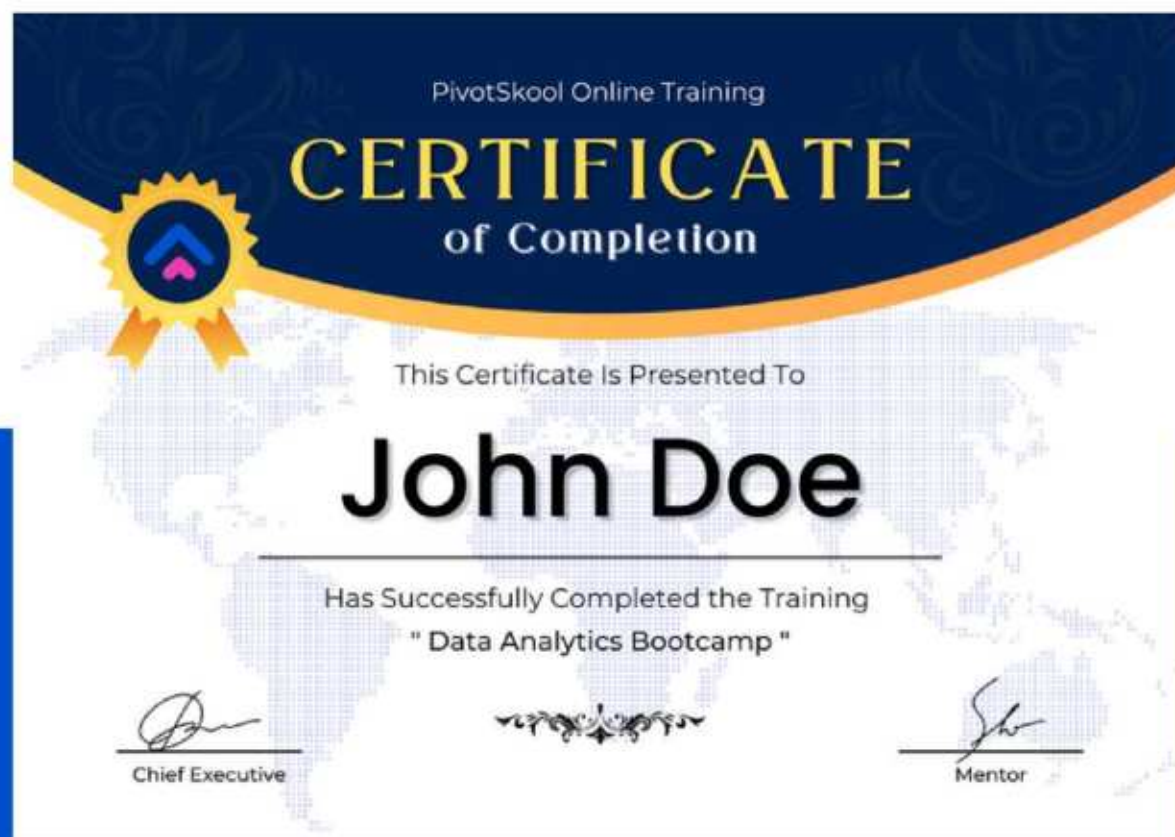 PivotSkool Online Training
CERTIFICATE
of Completion
This Certificate Is Presented To
John Doe
Has Successfully Completed the Training
" Data Analytics Bootcamp "
Chief Executive
Mentor